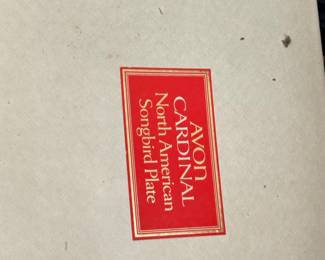 AVON
CARDINAL
North American
Songbird Plate